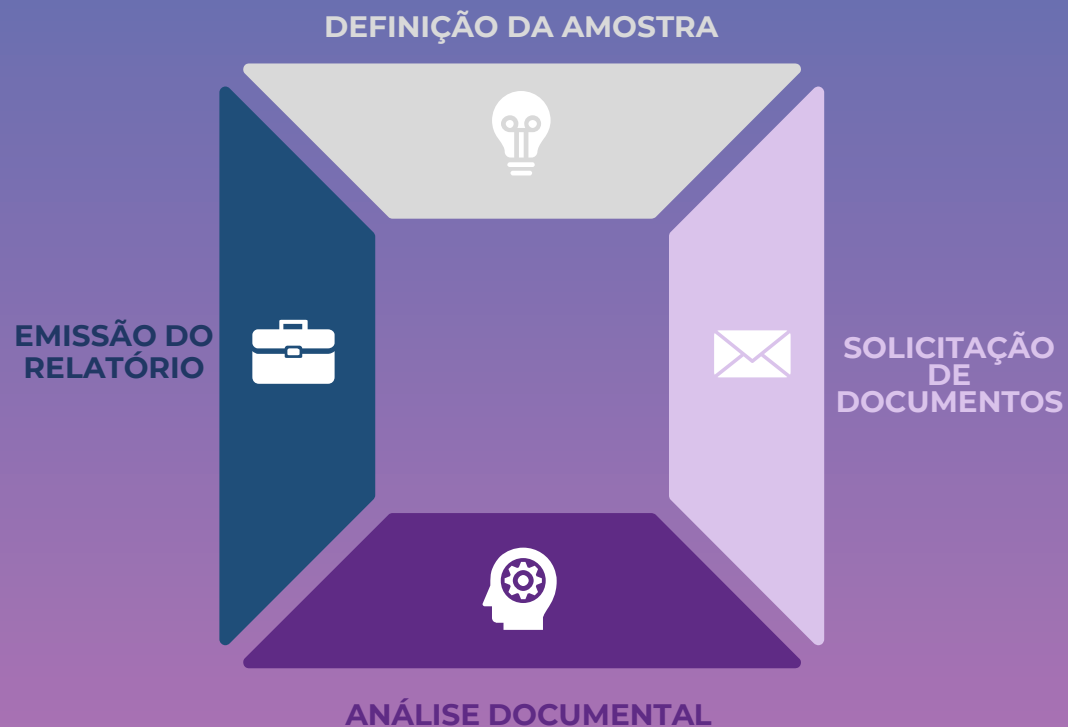 DEFINIÇÃO DA AMOSTRA
EMISSÃO DO
RELATÓRIO
SOLICITAÇÃO
DE
DOCUMENTOS
ANÁLISE DOCUMENTAL